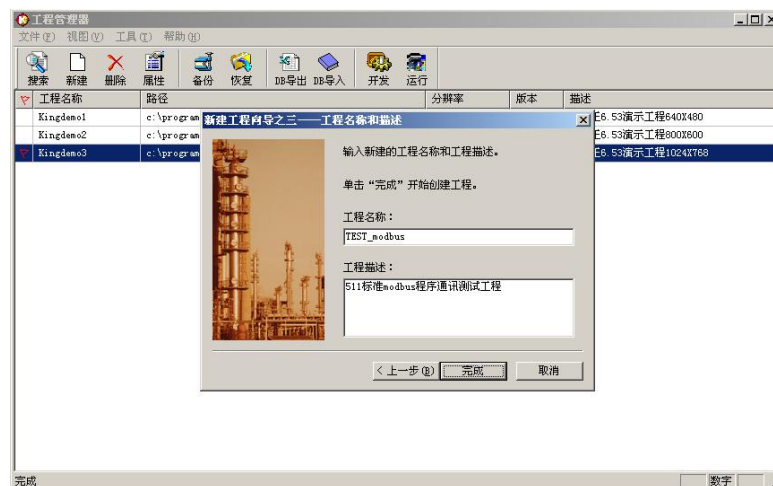 工程管理器
文件(F) 视图(V) 工具(T) 帮助(H)
搜索 新建 删除 属性 备份 恢复 DB导出 DB导入 开发 运行
工程名称 路径 分辨率 版本 描述
Kingdemo1 c:\program 王6.53演示工程640X480
Kingdemo2 c:\program 王6.53演示工程800X600
Kingdemo3 c:\program 王6.53演示工程1024X768
新建工程向导之三——工程名称和描述
输入新建的工程名称和工程描述。
单击“完成”开始创建工程。
工程名称：
TEST_modbus
工程描述：
511标准modbus程序通讯测试工程
< 上一步(B) 完成 取消
完成 数字